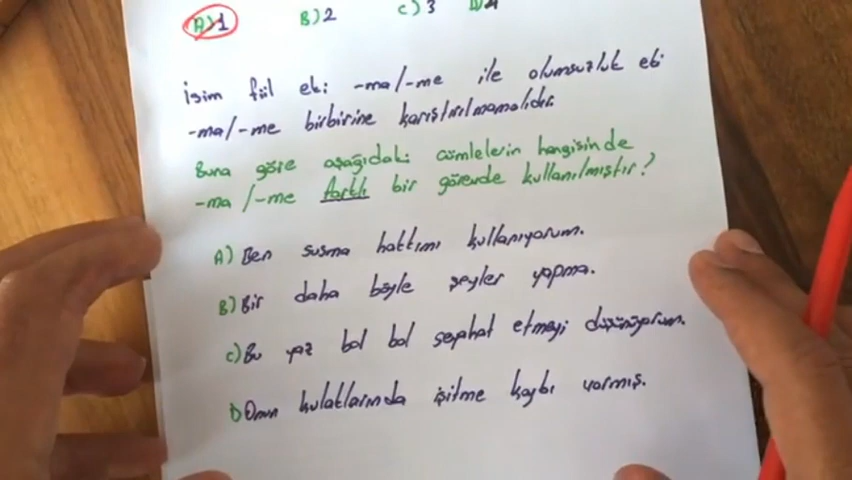 A) 1 B) 2 C) 3 D) 4
İsim fiil eki -ma/-me ile olumsuzluk eki
-ma/-me birbirine karıştırılmamalıdır.
Buna göre aşağıdaki cümlelerin hangisinde
-ma/-me farklı bir görevde kullanılmıştır?
A) Ben susma hakkımı kullanıyorum.
B) Bir daha böyle şeyler yapma.
C) Bu yaz bol bol seyahat etmeyi düşünüyorum.
D) Onun kulaklarında işitme kaybı varmış.